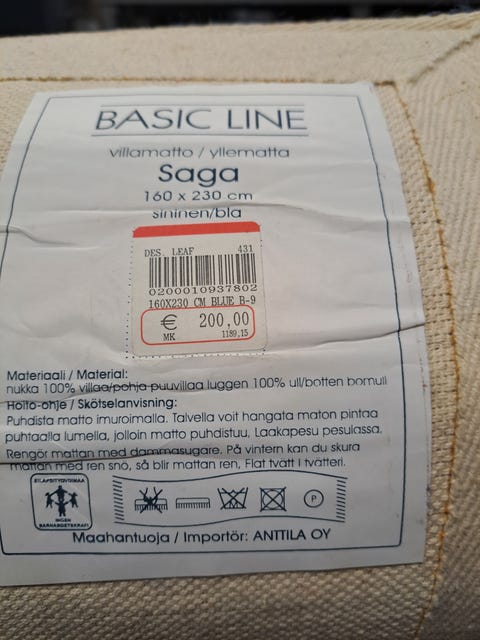 BASIC LINE
villamatto / yllematta
Saga
160 x 230 cm
sininen/blå
DES. LEAF 431
0200010937802
160X230 CM BLUE B-9
€ 200,00
MK 1189,15
Materiaali / Material:
nukka 100% villaa/pohja puuvillaa luggen 100% ull/botten bomull
Hoito-ohje / Skötselanvisning:
Puhdista matto imuroimalla. Talvella voit hangata maton pintaa
puhtaalla lumella, jolloin matto puhdistuu. Laakapesu pesulassa.
Rengör mattan med dammsugare. På vintern kan du skura
mattan med ren snö, så blir mattan ren. Flat tvätt i tvätteri.
INGEN
BARNARBETSKRAFT
P
Maahantuoja / Importör: ANTTILA OY